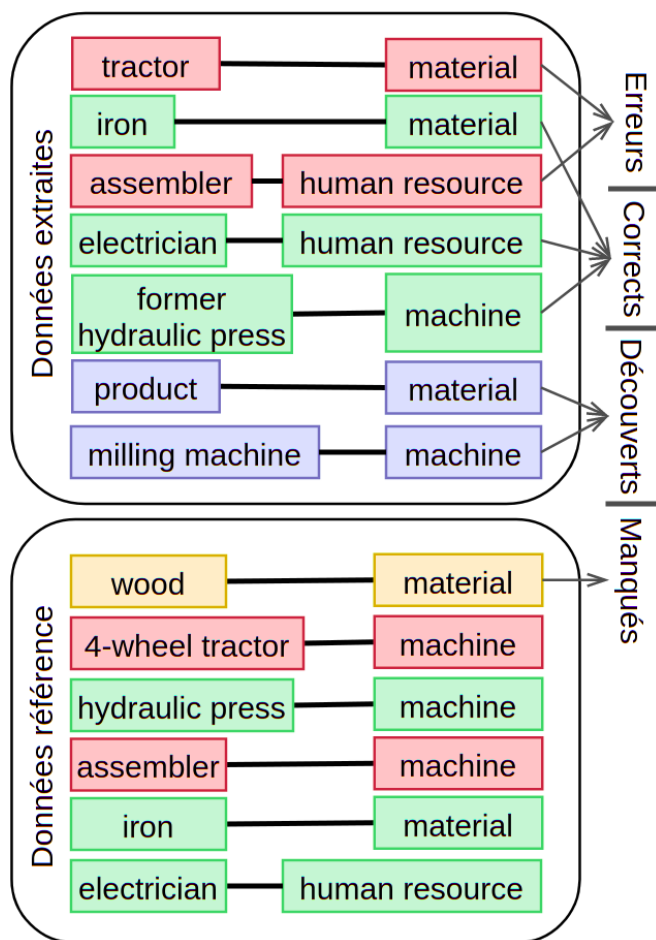 Données extraites
tractor
material
iron
material
assembler
human resource
electrician
human resource
former
hydraulic press
machine
product
material
milling machine
machine
Erreurs
Corrects
Découverts
Manqués
Données référence
wood
material
4-wheel tractor
machine
hydraulic press
machine
assembler
machine
iron
material
electrician
human resource